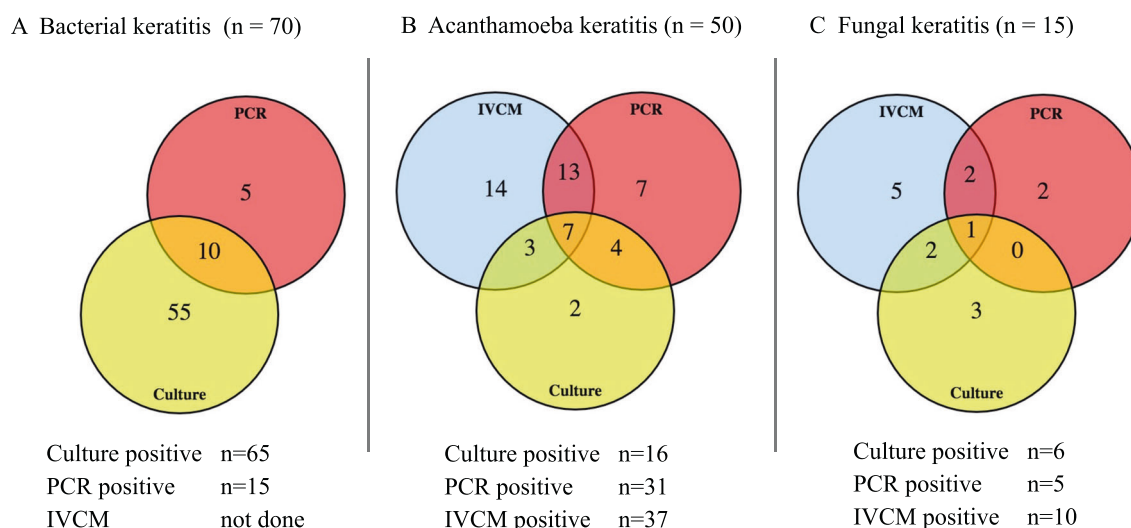 A Bacterial keratitis (n = 70)
PCR
5
10
55
Culture
Culture positive n=65
PCR positive n=15
IVCM not done
B Acanthamoeba keratitis (n = 50)
IVCM
PCR
14
13
7
7
3
4
2
Culture
Culture positive n=16
PCR positive n=31
IVCM positive n=37
C Fungal keratitis (n = 15)
IVCM
PCR
5
2
2
1
2
0
3
Culture
Culture positive n=6
PCR positive n=5
IVCM positive n=10